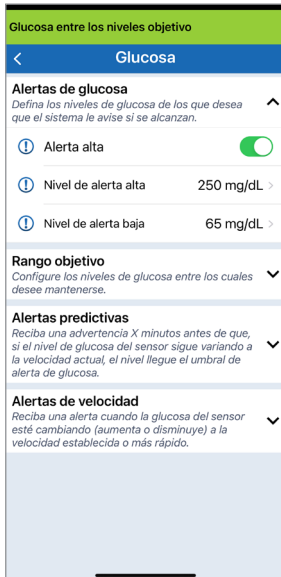 Glucosa entre los niveles objetivo
Glucosa
Alertas de glucosa
Defina los niveles de glucosa de los que desea
que el sistema le avise si se alcanzan.
Alerta alta
Nivel de alerta alta 250 mg/dL
Nivel de alerta baja 65 mg/dL
Rango objetivo
Configure los niveles de glucosa entre los cuales
desee mantenerse.
Alertas predictivas
Reciba una advertencia X minutos antes de que,
si el nivel de glucosa del sensor sigue variando a
la velocidad actual, el nivel llegue el umbral de
alerta de glucosa.
Alertas de velocidad
Reciba una alerta cuando la glucosa del sensor
esté cambiando (aumenta o disminuye) a la
velocidad establecida o más rápido.